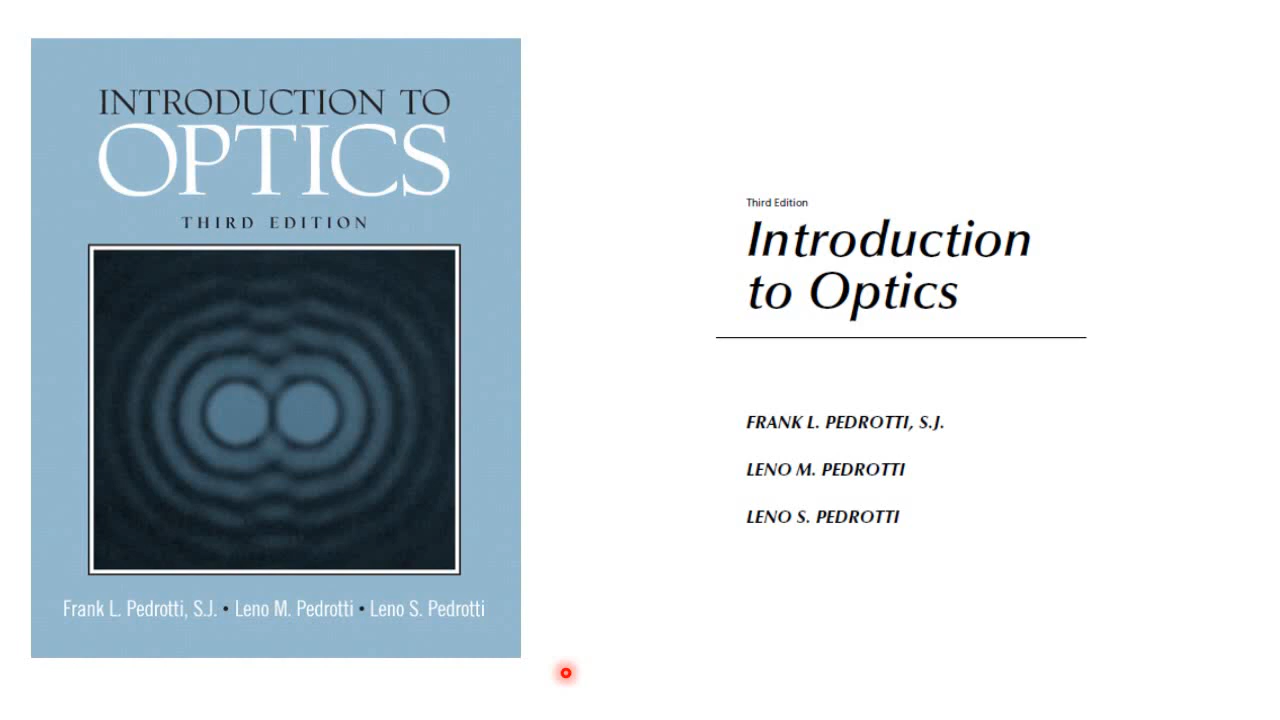 INTRODUCTION TO
OPTICS
THIRD EDITION
Frank L. Pedrotti, S.J. • Leno M. Pedrotti • Leno S. Pedrotti
Third Edition
Introduction
to Optics
FRANK L. PEDROTTI, S.J.
LENO M. PEDROTTI
LENO S. PEDROTTI